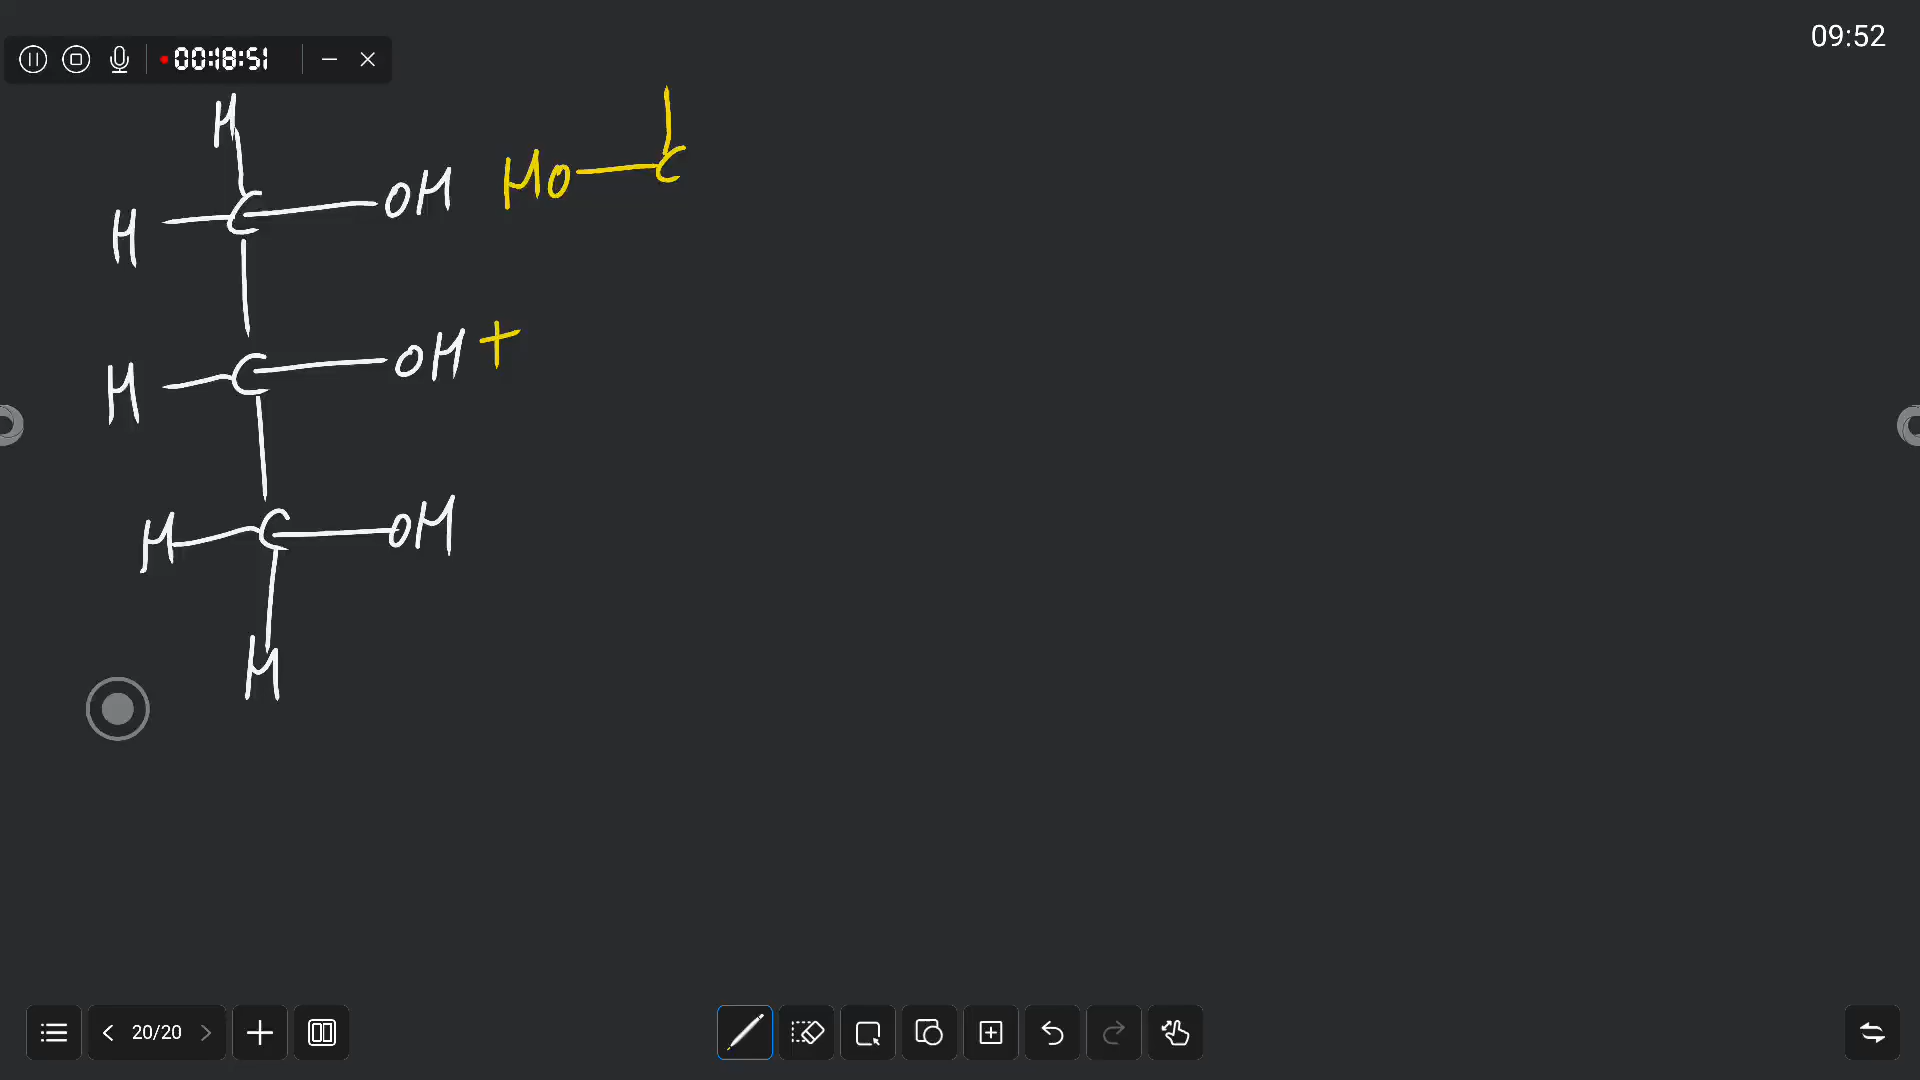 09:52
00:18:51
H
H C OH HO C
H C OH +
H C OH
H
20/20